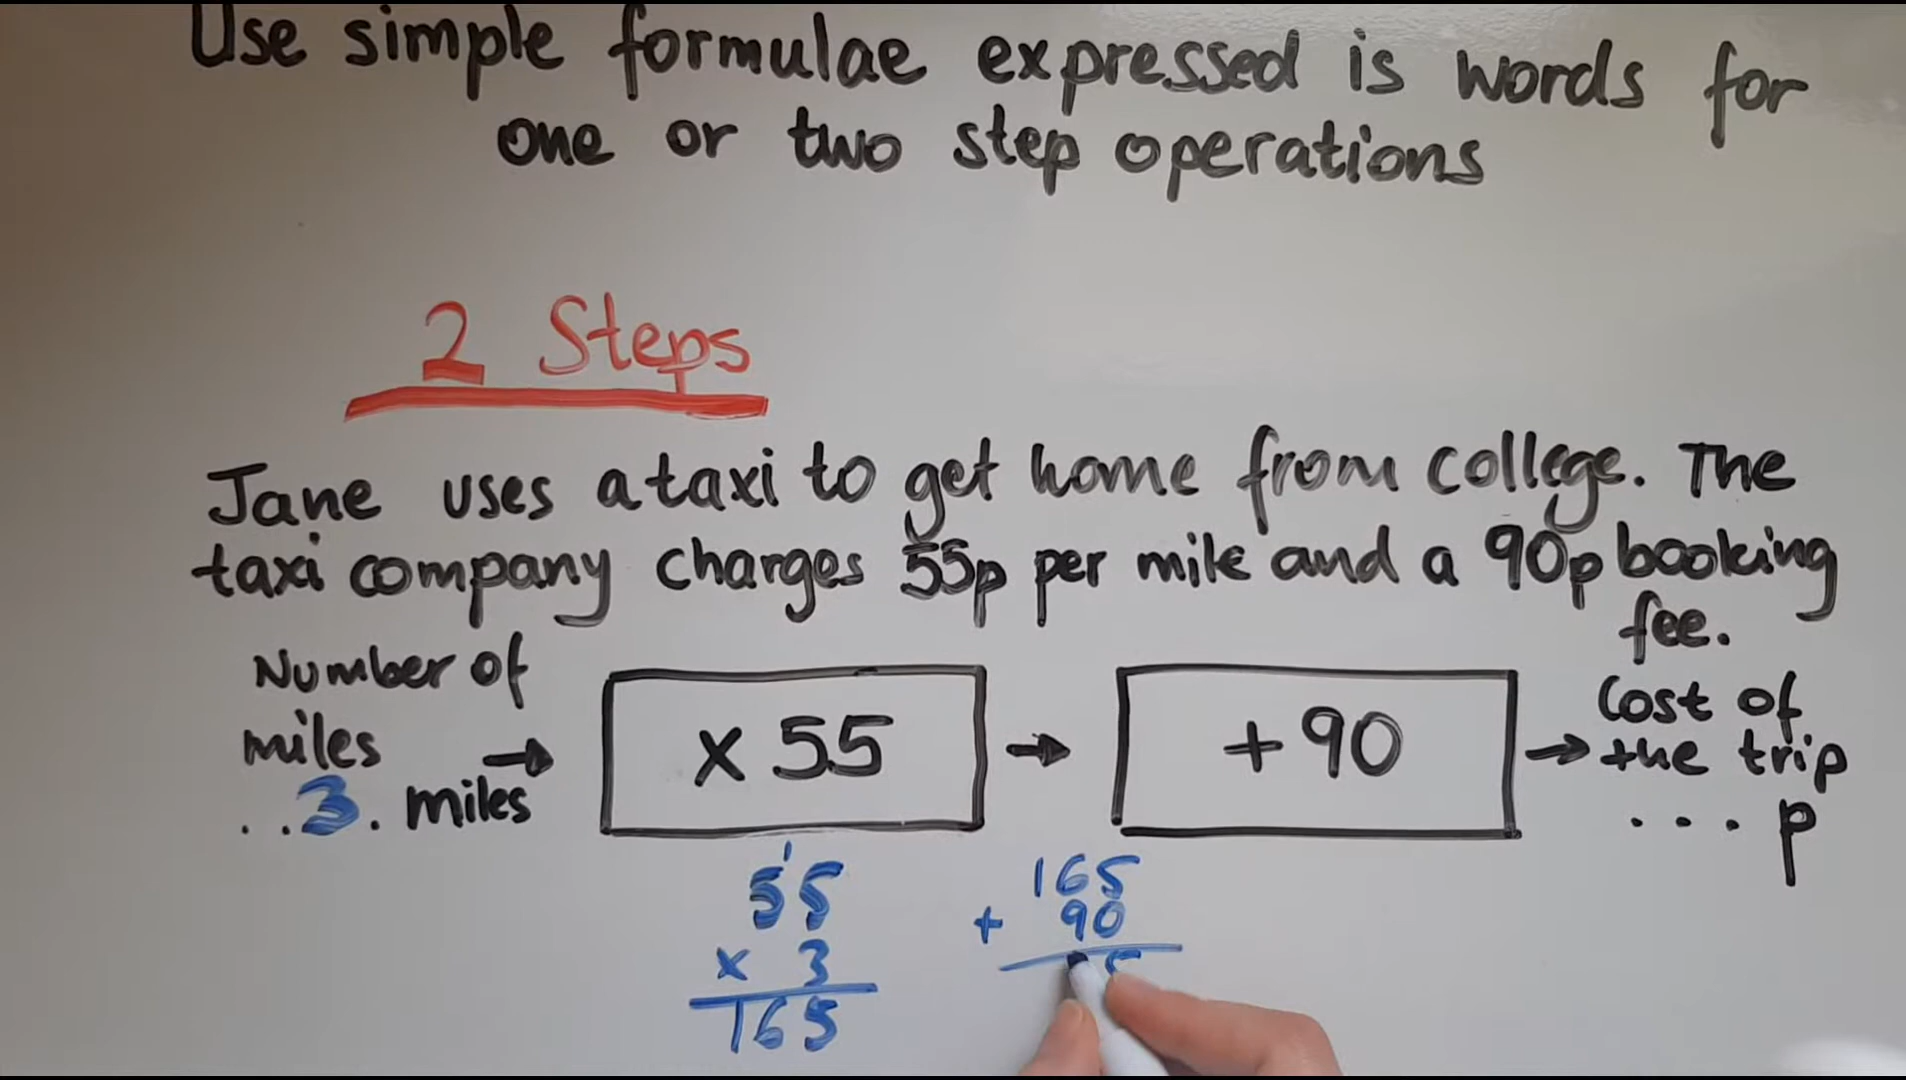 Use simple formulae expressed is words for
one or two step operations
2 Steps
Jane uses a taxi to get home from college. The
taxi company charges 55p per mile and a 90p booking
fee.
Number of
miles
..3. miles
→
x 55
→
+90
→
Cost of
the trip
... p
1
55
x 3
165
165
+ 90
5